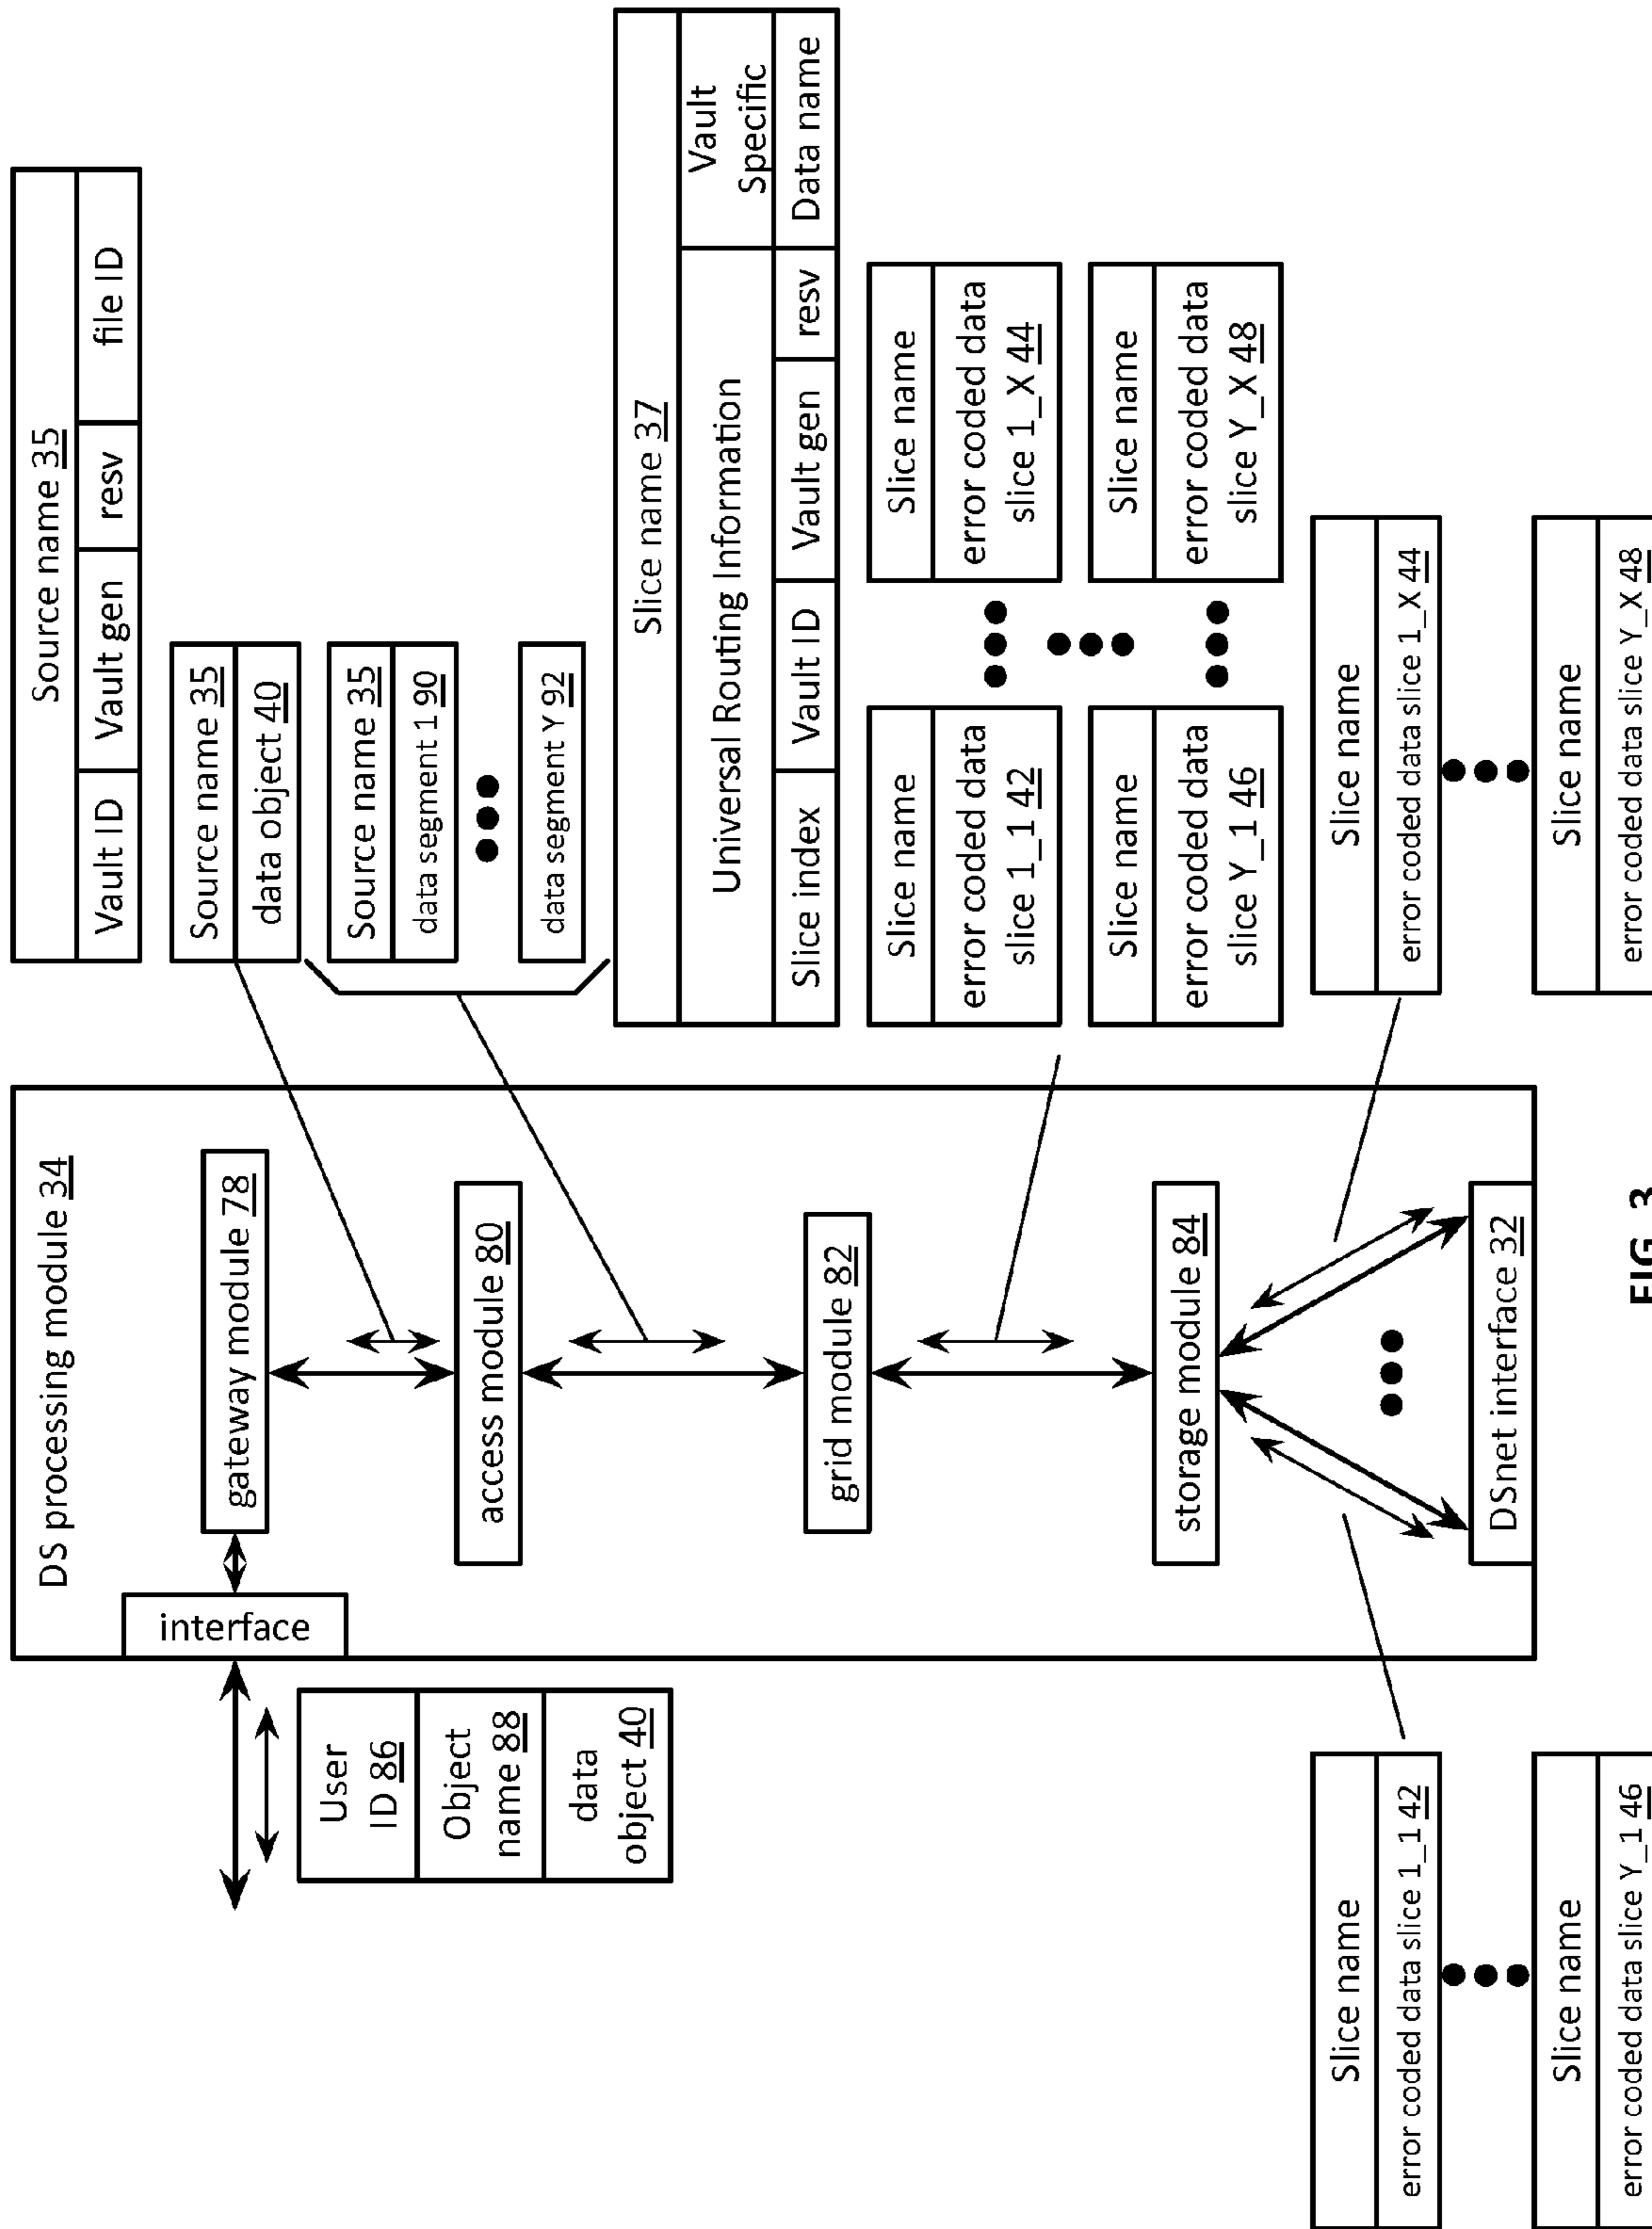 DS processing module 34
interface
gateway module 78
access module 80
grid module 82
storage module 84
DSnet interface 32
User
ID 86
Object
name 88
data
object 40
Source name 35
Vault ID
Vault gen
resv
file ID
Source name 35
data object 40
Source name 35
data segment 1 90
data segment Y 92
Slice name 37
Universal Routing Information
Vault
Specific
Slice index
Vault ID
Vault gen
resv
Data name
Slice name
error coded data
slice 1_1 42
Slice name
error coded data
slice 1_X 44
Slice name
error coded data
slice Y_1 46
Slice name
error coded data
slice Y_X 48
Slice name
error coded data slice 1_1 42
Slice name
error coded data slice Y_1 46
Slice name
error coded data slice 1_X 44
Slice name
error coded data slice Y_X 48
FIG. 3